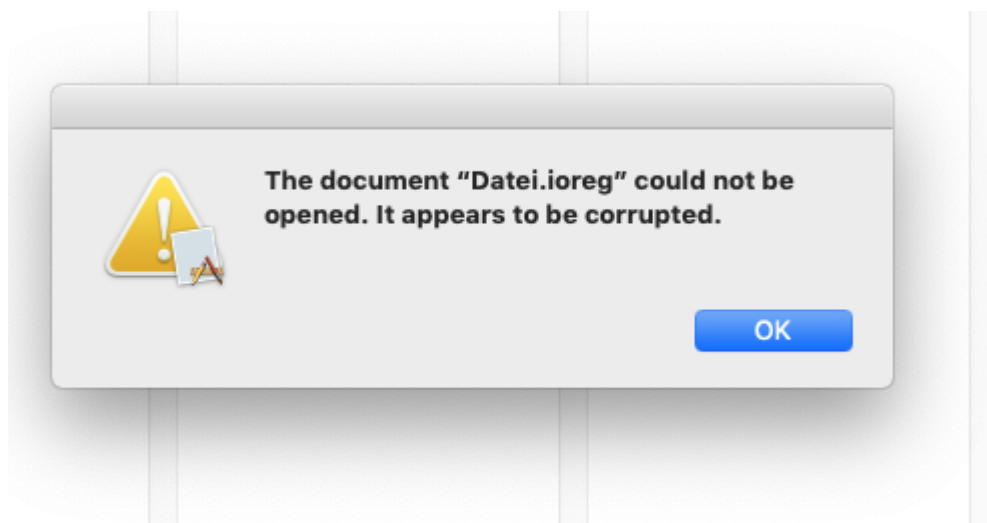 The document “Datei.ioreg” could not be
opened. It appears to be corrupted.
OK